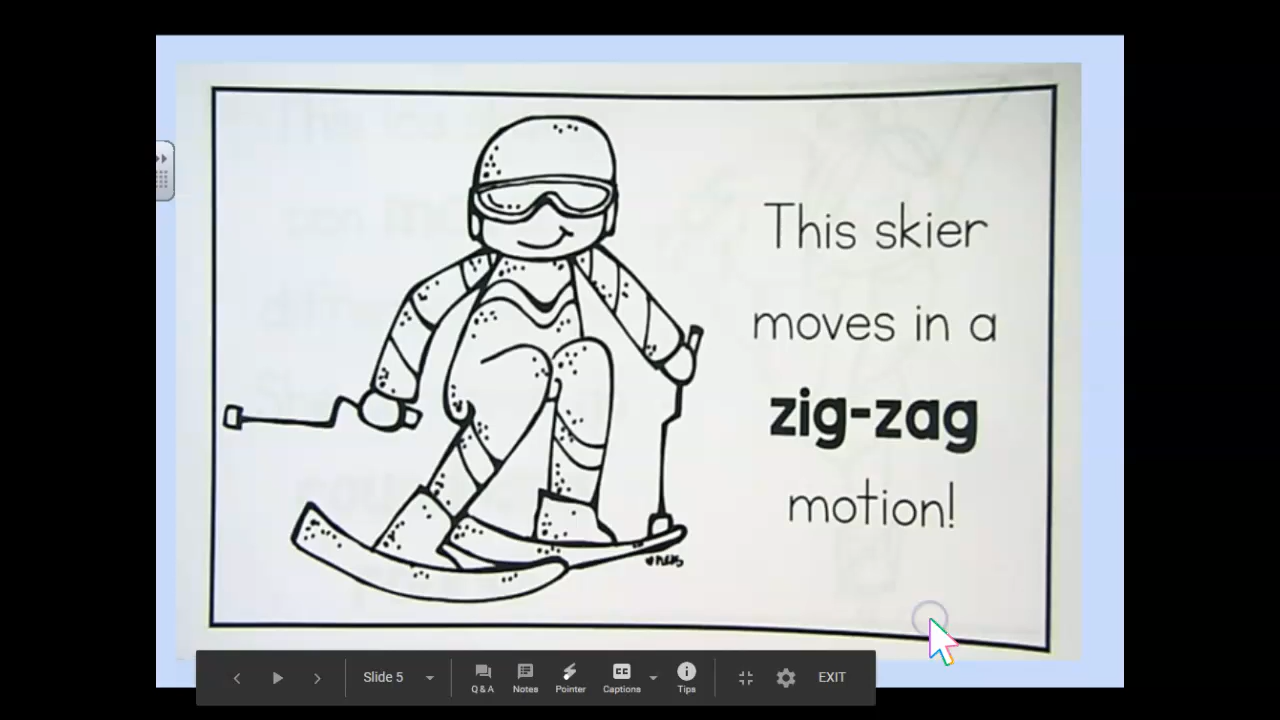 This skier
moves in a
zig-zag
motion!
Slide 5
Q & A
Notes
Pointer
Captions
Tips
EXIT